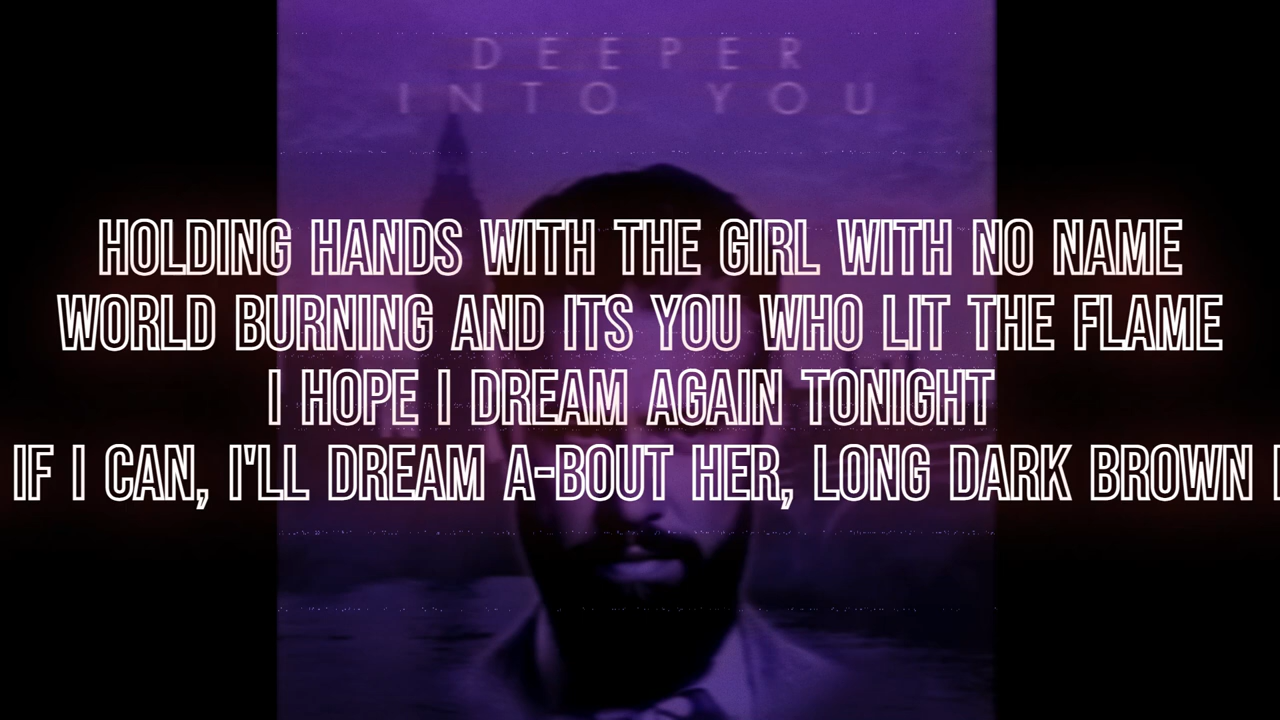 DEEPER
INTO YOU
HOLDING HANDS WITH THE GIRL WITH NO NAME
WORLD BURNING AND ITS YOU WHO LIT THE FLAME
I HOPE I DREAM AGAIN TONIGHT
IF I CAN, I'LL DREAM A-BOUT HER, LONG DARK BROWN